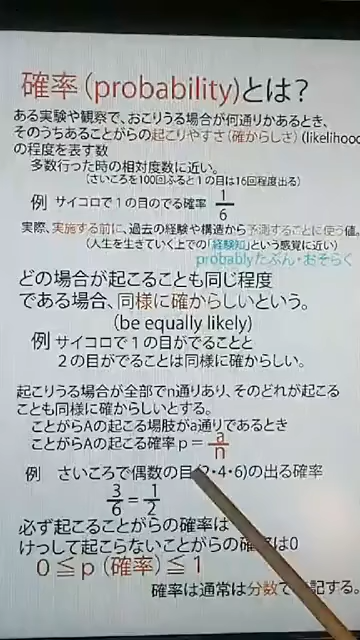 確率(probability)とは?
ある実験や観察で、おこりうる場合が何通りかあるとき、
そのうちあることがらの起こりやすさ(確からしさ)(likelihoo
の程度を表す数
多数行った時の相対度数に近い。
(さいころを100回ふると1の目は16回程度出る)
例 サイコロで1の目のでる確率 1/6
実際、実施する前に、過去の経験や構造から予測することに使う値。
(人生を生きていく上での「経験知」という感覚に近い)
probablyたぶん・おそらく
どの場合が起こることも同じ程度
である場合、同様に確からしいという。
(be equally likely)
例 サイコロで1の目がでることと
2の目がでることは同様に確からしい。
起こりうる場合が全部でn通りあり、そのどれが起こる
ことも同様に確からしいとする。
ことがらAの起こる場肢がa通りであるとき
ことがらAの起こる確率p=a/n
例 さいころで偶数の目(2・4・6)の出る確率
3/6=1/2
必ず起こることがらの確率は
けっして起こらないことがらの確率は0
0≦p(確率)≦1
確率は通常は分数で 記する。